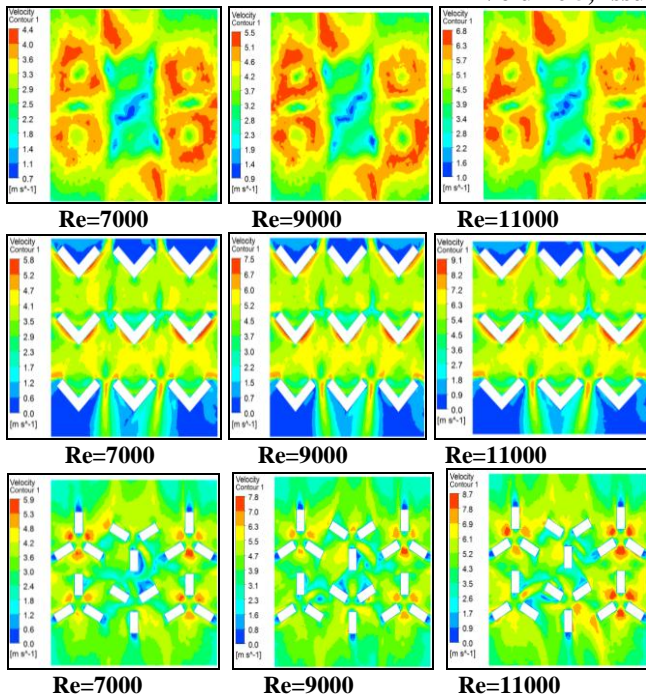 Velocity
Contour 1
4.4
4.0
3.6
3.3
2.9
2.5
2.2
1.8
1.4
1.1
0.7
[m s^-1]
Velocity
Contour 1
5.5
5.1
4.6
4.2
3.7
3.2
2.8
2.3
1.9
1.4
0.9
[m s^-1]
Velocity
Contour 1
6.8
6.3
5.7
5.1
4.5
3.9
3.3
2.7
2.2
1.6
1.0
[m s^-1]
Re=7000
Re=9000
Re=11000
Velocity
Contour 1
5.8
5.2
4.7
4.1
3.5
2.9
2.3
1.7
1.2
0.6
0.0
[m s^-1]
Velocity
Contour 1
7.5
6.7
6.0
5.2
4.5
3.7
3.0
2.2
1.5
0.7
0.0
[m s^-1]
Velocity
Contour 1
9.1
8.2
7.3
6.4
5.5
4.6
3.6
2.7
1.8
0.9
0.0
[m s^-1]
Re=7000
Re=9000
Re=11000
Velocity
Contour 1
5.9
5.3
4.8
4.2
3.6
3.0
2.4
1.8
1.2
0.6
0.0
[m s^-1]
Velocity
Contour 1
7.8
7.0
6.2
5.4
4.7
3.9
3.1
2.3
1.6
0.8
0.0
[m s^-1]
Velocity
Contour 1
8.7
7.9
7.0
6.1
5.2
4.4
3.5
2.6
1.7
0.9
0.0
[m s^-1]
Re=7000
Re=9000
Re=11000